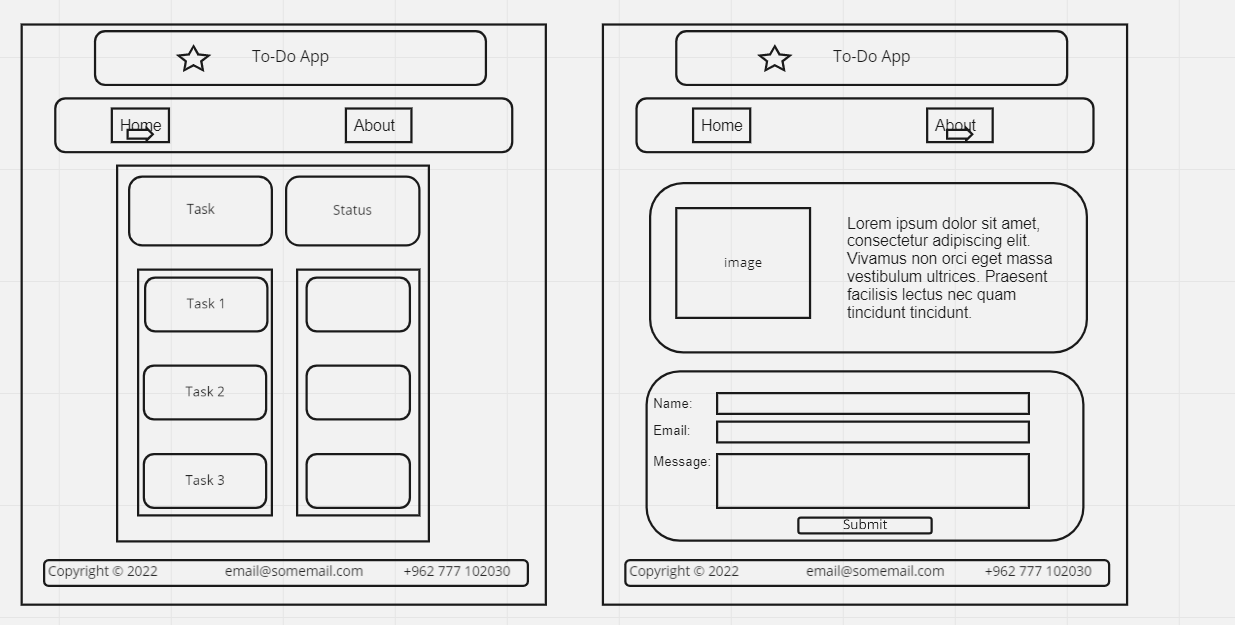 To-Do App
Home
About
Task
Status
Task 1
Task 2
Task 3
Copyright © 2022
email@somemail.com
+962 777 102030
To-Do App
Home
About
image
Lorem ipsum dolor sit amet,
consectetur adipiscing elit.
Vivamus non orci eget massa
vestibulum ultrices. Praesent
facilisis lectus nec quam
tincidunt tincidunt.
Name:
Email:
Message:
Submit
Copyright © 2022
email@somemail.com
+962 777 102030